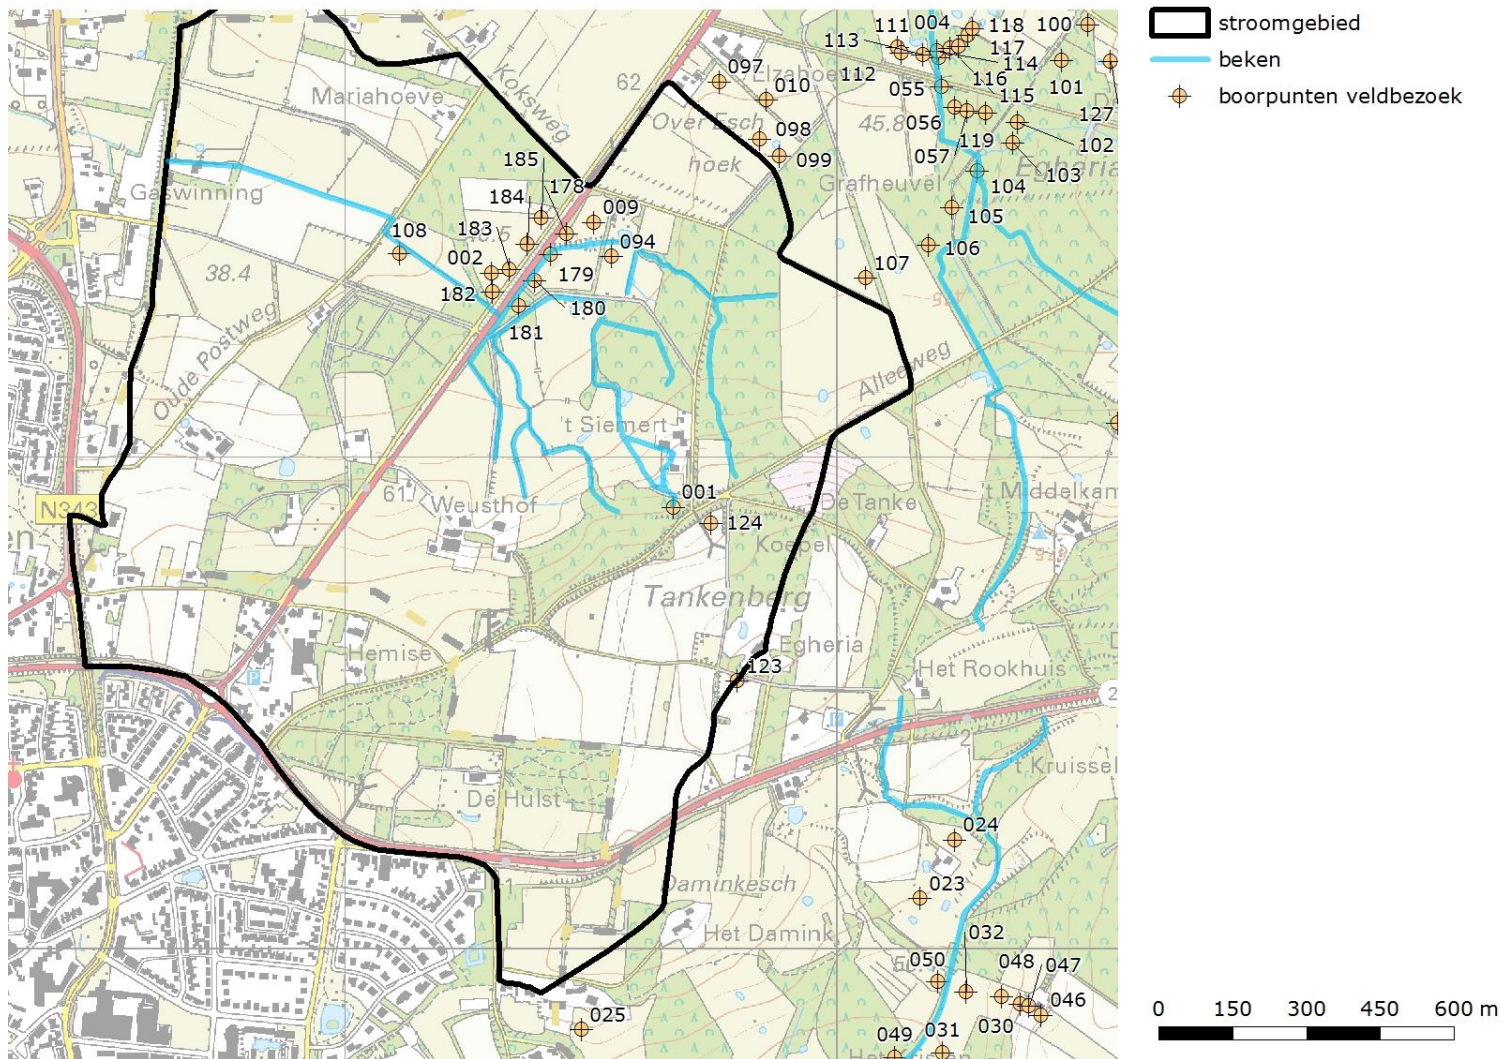 stroomgebied
beken
boorpunten veldbezoek
0 150 300 450 600 m
111 004 118 100
113 117
62 097 Elzahoe 114
Koksweg 112 116 101
Mariahoeve 010 055 115
Over Esch 098 45.8 056 127
hoek 099 057 119 102
185 Egheria
178 Grafheuvel 103
Gaswinning 184 009 104
183 105
108 094 106
002 107
38.4 179
182 180
181
Oude Postweg Alleeweg
't Siemert
N343 61 Weusthof 001 't Middelkam
en 124 De Tanke
Koepel
Tankenberg
Hemise Egheria
P 123 Het Rookhuis
P 2
2
't Kruissel
De Hulst
024
Daminkesch 023
Het Damink 032
050 048 047
046
025 030
049 031